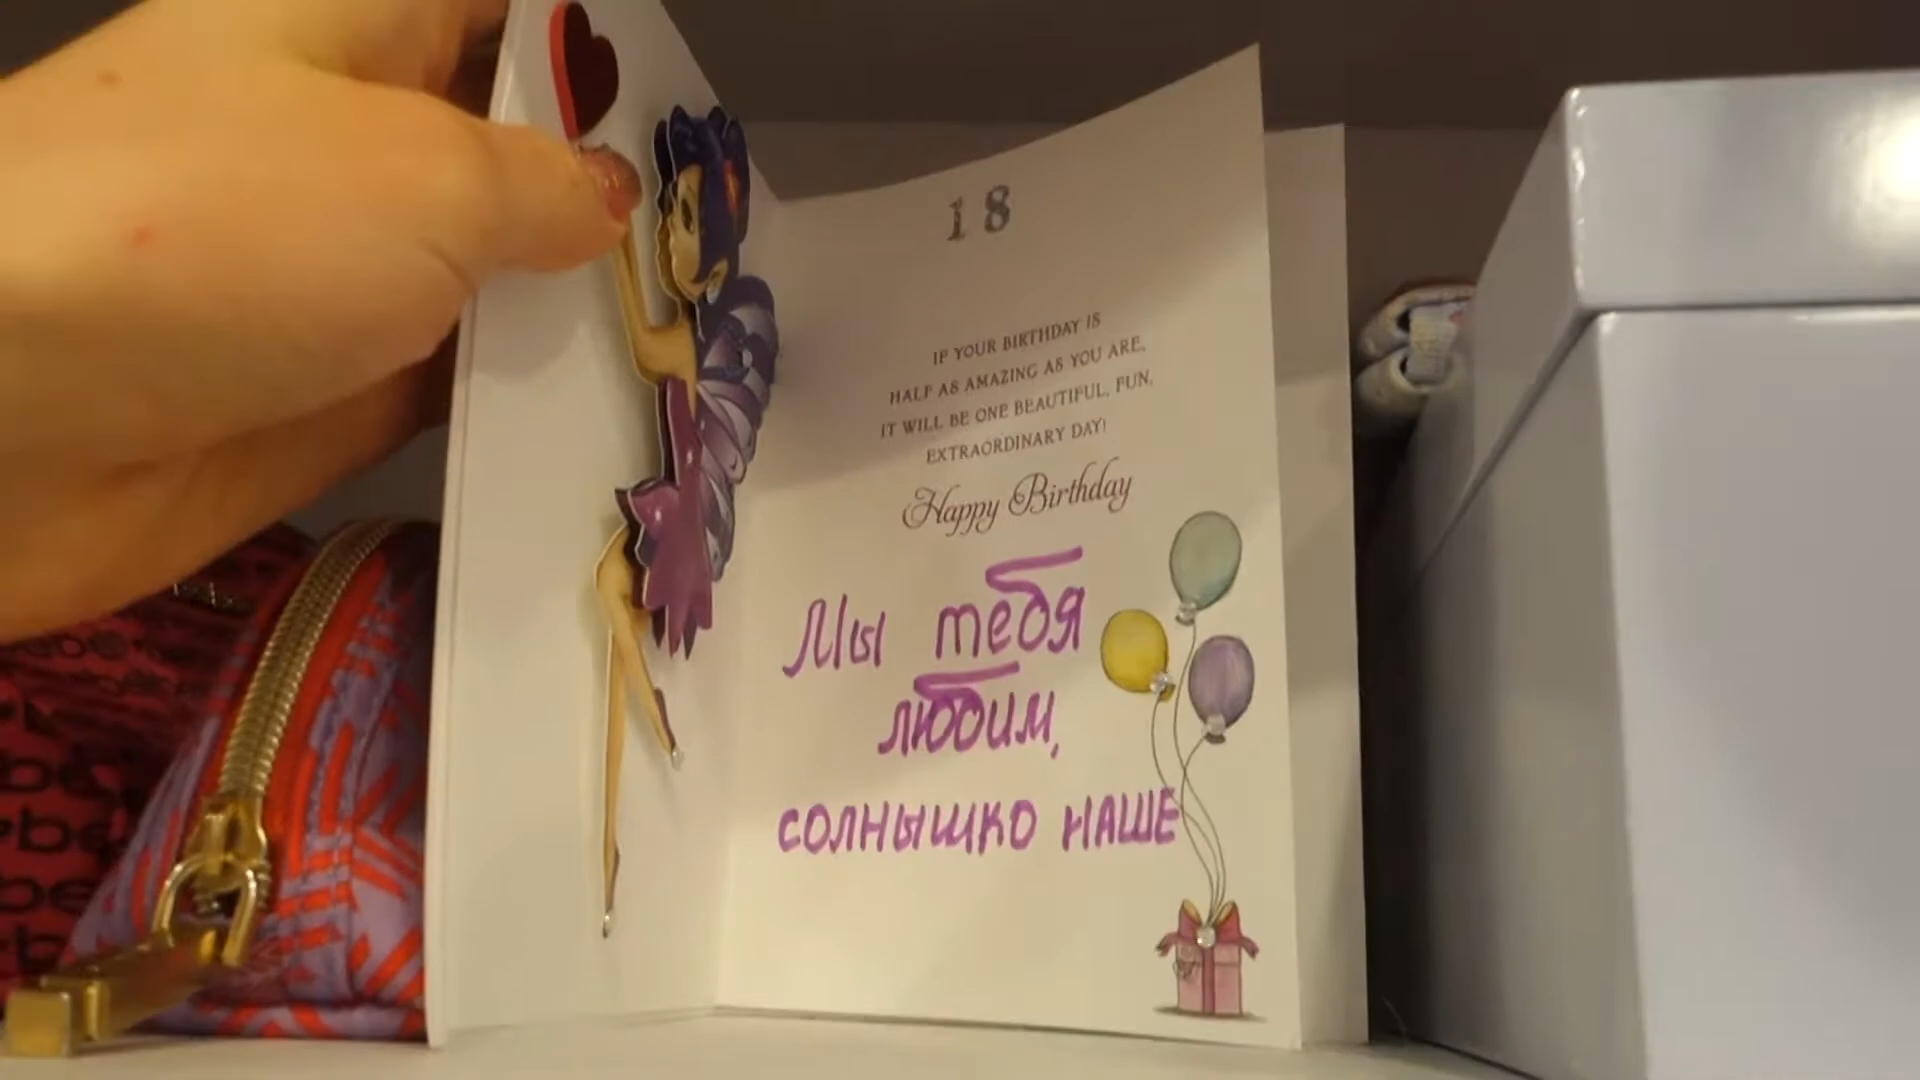 18
IF YOUR BIRTHDAY IS
HALF AS AMAZING AS YOU ARE,
IT WILL BE ONE BEAUTIFUL, FUN,
EXTRAORDINARY DAY!
Happy Birthday
Мы тебя
любим,
солнышко наше